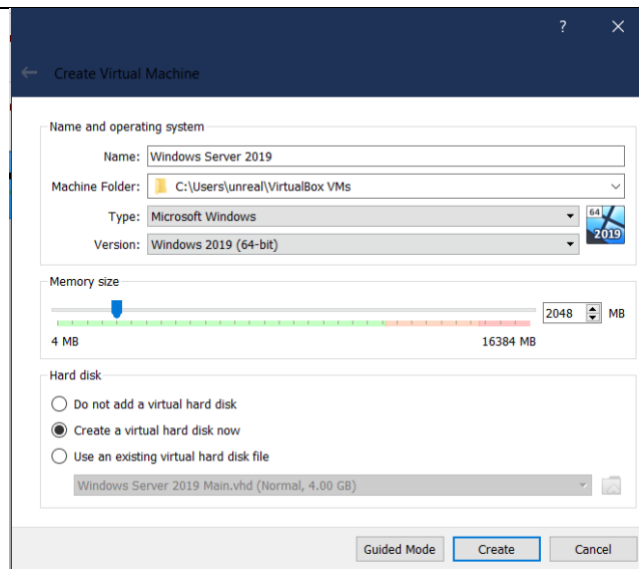 ?
Create Virtual Machine
Name and operating system
Name: Windows Server 2019
Machine Folder: C:\Users\unreal\VirtualBox VMs
Type: Microsoft Windows
64
2019
Version: Windows 2019 (64-bit)
Memory size
2048 MB
4 MB 16384 MB
Hard disk
Do not add a virtual hard disk
Create a virtual hard disk now
Use an existing virtual hard disk file
Windows Server 2019 Main.vhd (Normal, 4.00 GB)
Guided Mode Create Cancel